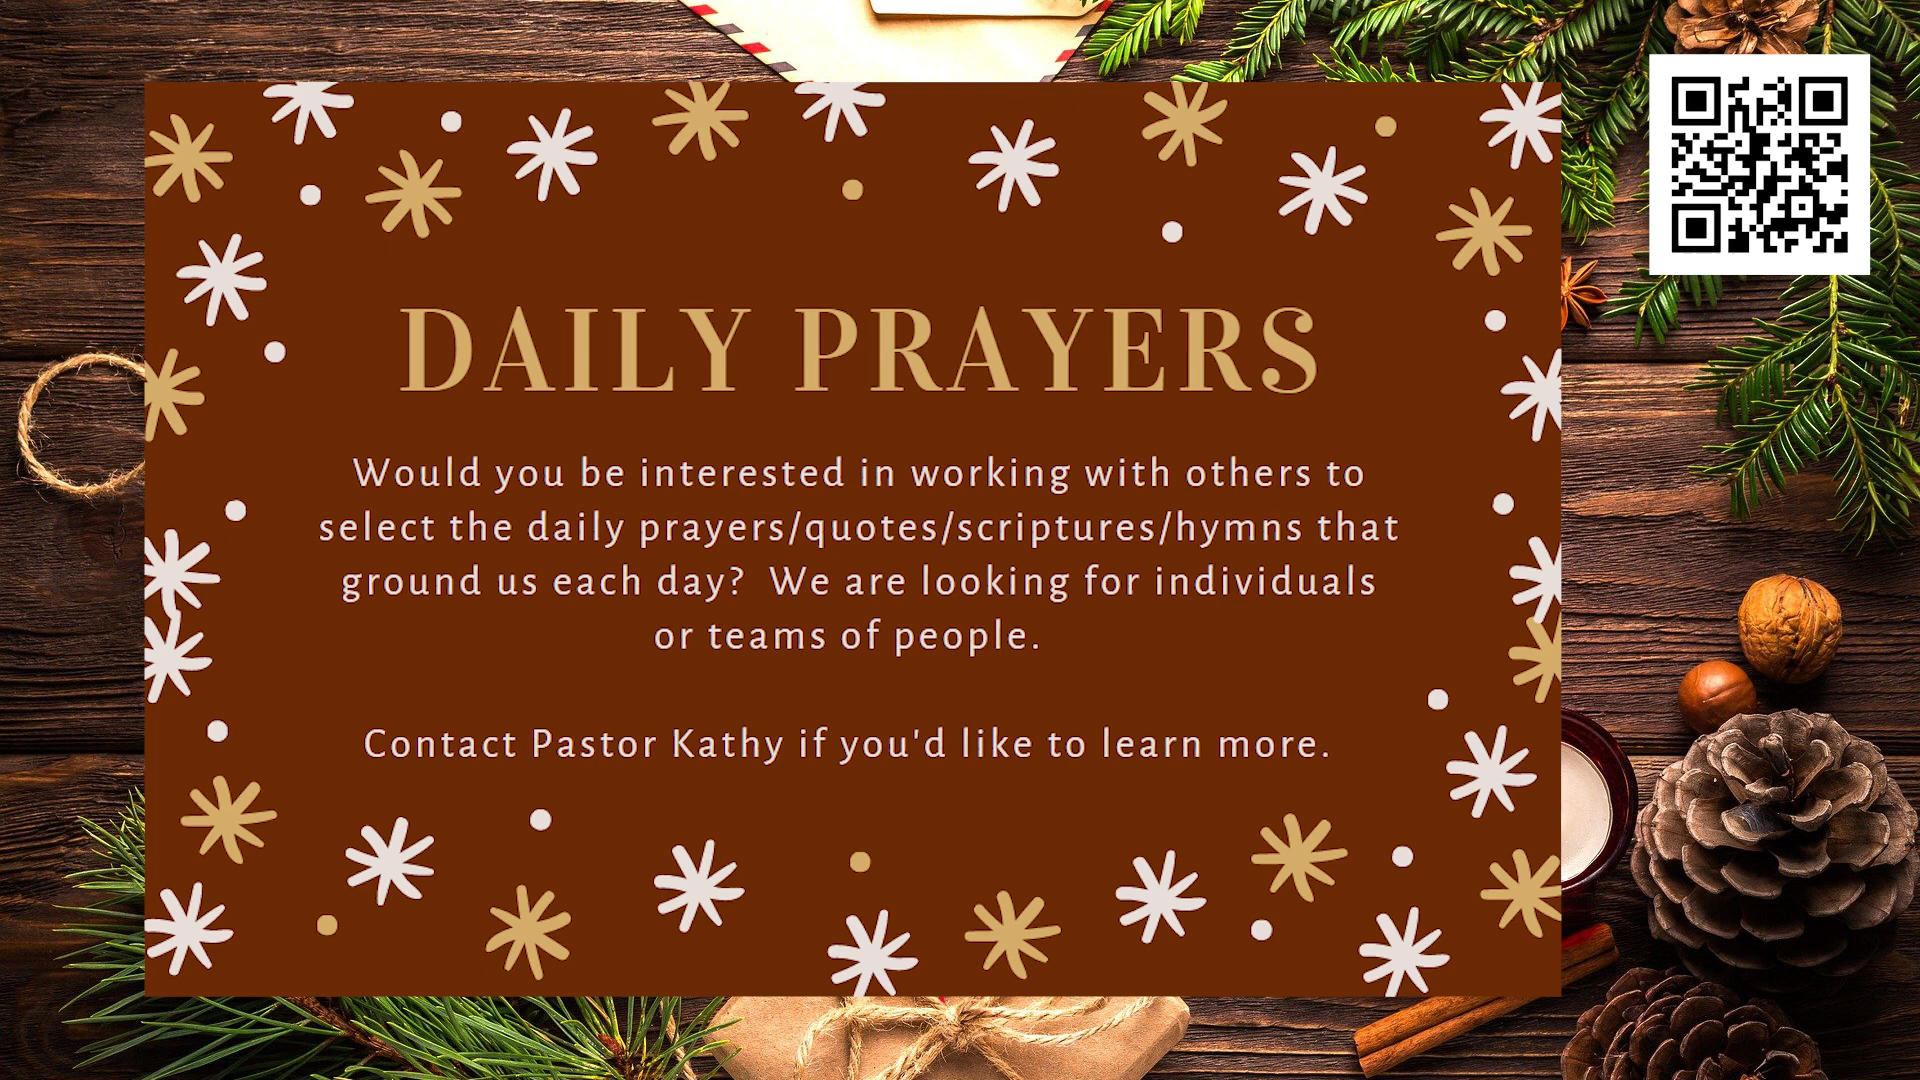 DAILY PRAYERS
Would you be interested in working with others to
select the daily prayers/quotes/scriptures/hymns that
ground us each day?  We are looking for individuals
or teams of people.
Contact Pastor Kathy if you'd like to learn more.